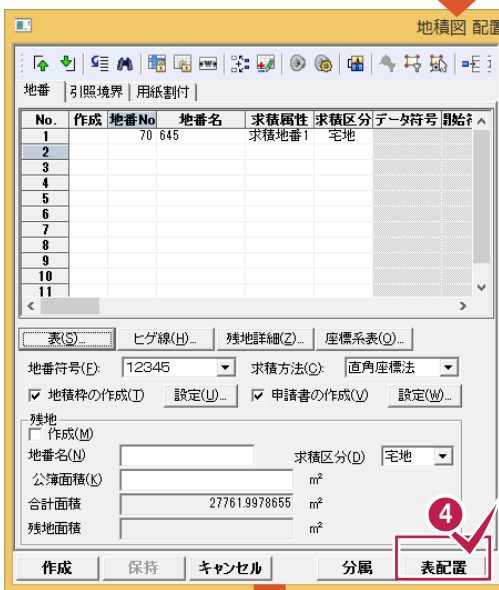 地積図 配置
地番 引照境界 用紙割付
No. 作成 地番No 地番名 求積属性 求積区分 データ符号 開始
1 70 645 求積地番1 宅地
2
3
4
5
6
7
8
9
10
11
表(S)... ヒゲ線(H)... 残地詳細(Z)... 座標系表(O)...
地番符号(F): 12345 求積方法(C): 直角座標法
地積枠の作成(T) 設定(U)... 申請書の作成(V) 設定(W)...
残地
作成(M)
地番名(N) 求積区分(D) 宅地
公簿面積(K) m²
合計面積 27761.9978655 m²
残地面積 m²
4
作成 保持 キャンセル 分属 表配置